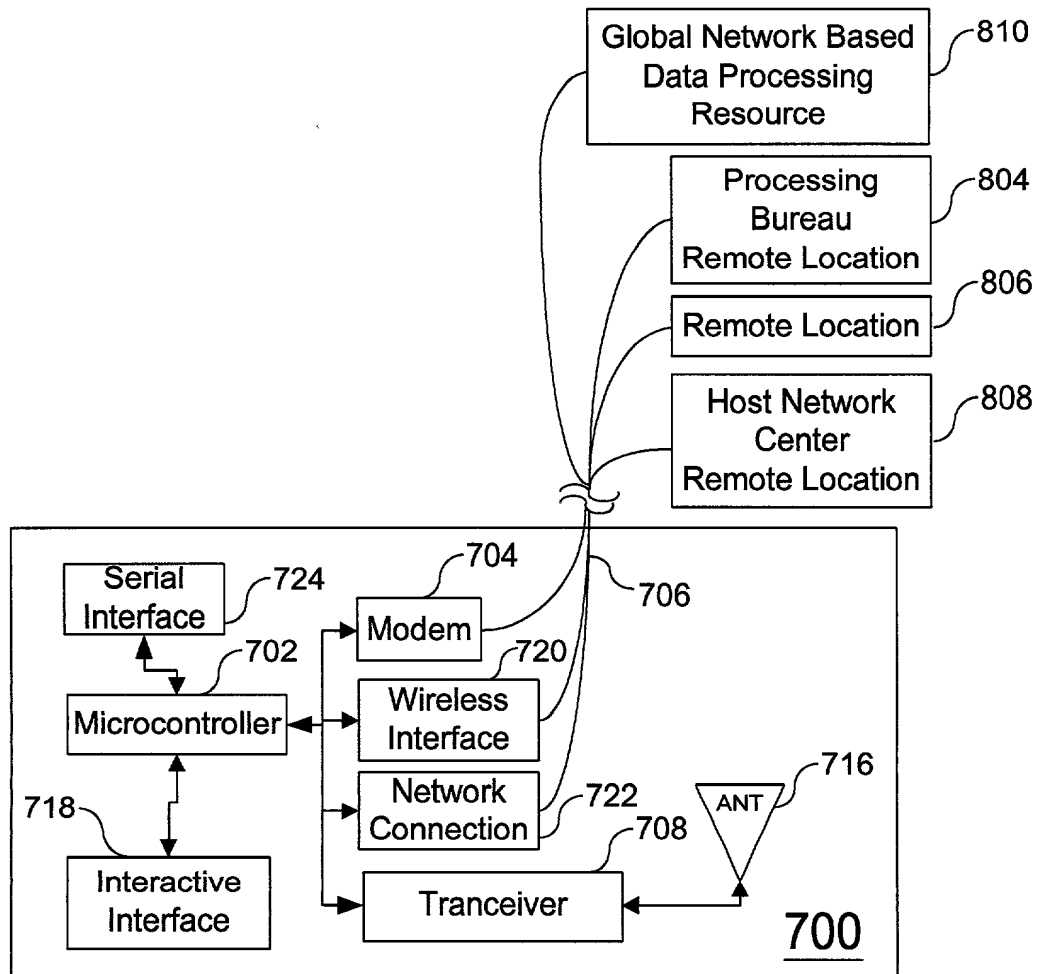 Global Network Based
Data Processing
Resource
810
Processing
Bureau
Remote Location
804
Remote Location
806
Host Network
Center
Remote Location
808
706
Serial
Interface
724
704
Modem
702
Microcontroller
720
Wireless
Interface
Network
Connection
722
716
ANT
718
Interactive
Interface
708
Tranceiver
700